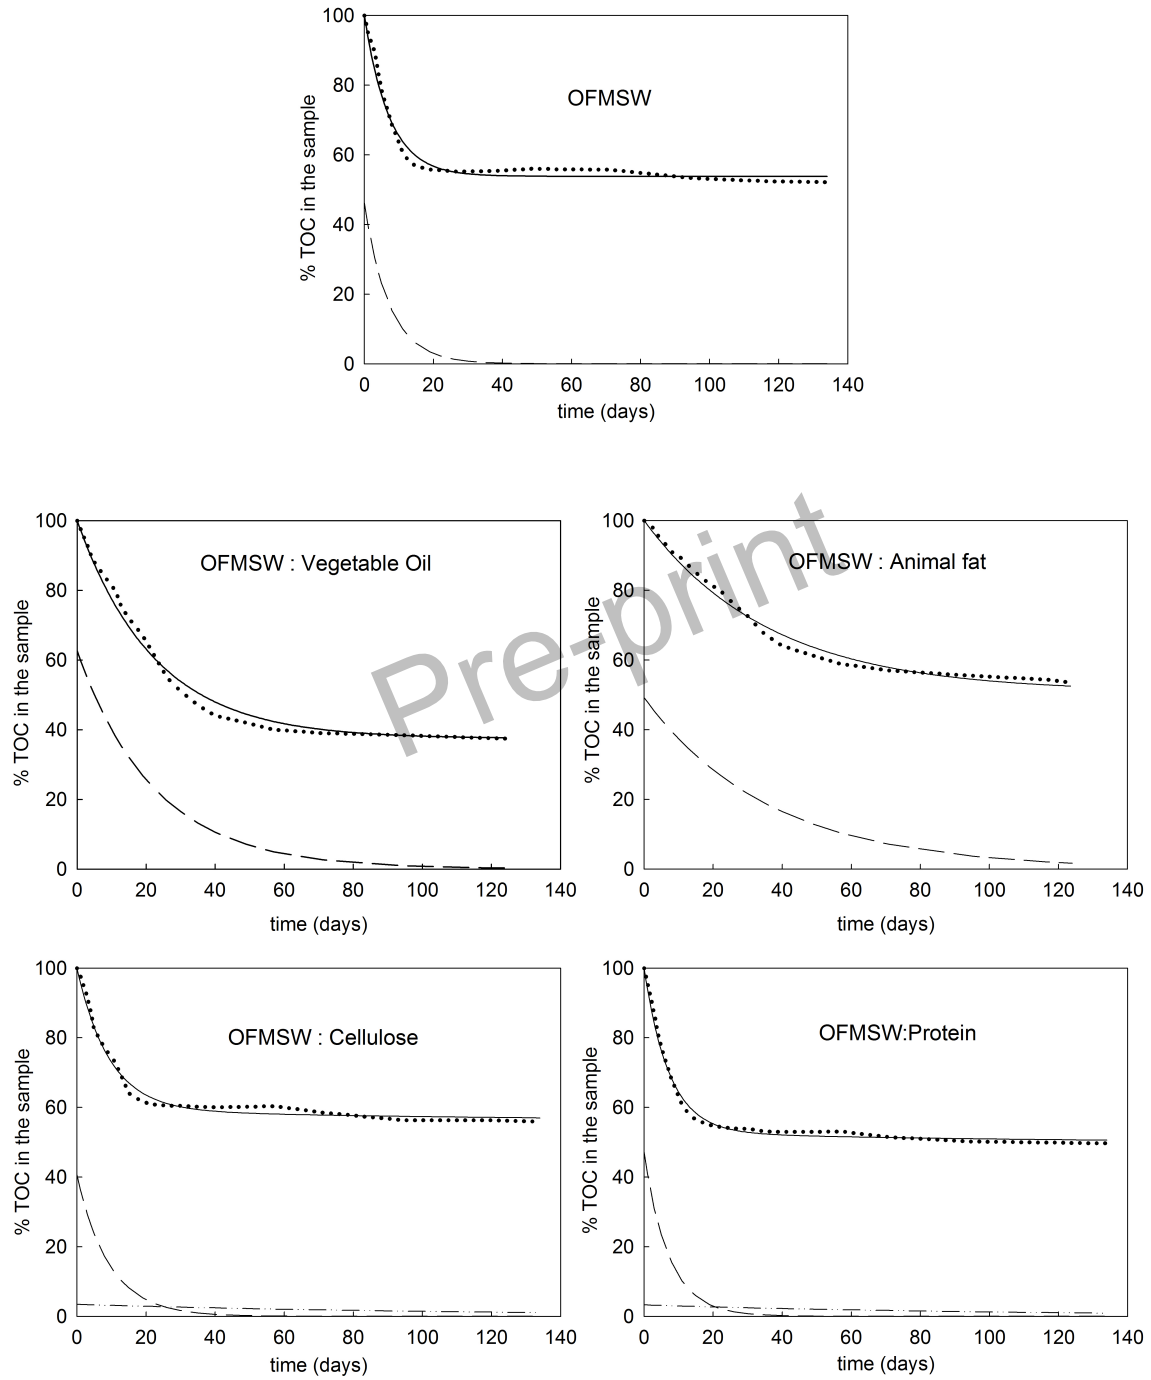 100
80
60
40
20
0
% TOC in the sample
OFMSW
0 20 40 60 80 100 120 140
time (days)
100
80
60
40
20
0
% TOC in the sample
OFMSW : Vegetable Oil
0 20 40 60 80 100 120 140
time (days)
100
80
60
40
20
0
% TOC in the sample
OFMSW : Animal fat
0 20 40 60 80 100 120 140
time (days)
Pre-print
100
80
60
40
20
0
% TOC in the sample
OFMSW : Cellulose
0 20 40 60 80 100 120 140
time (days)
100
80
60
40
20
0
% TOC in the sample
OFMSW:Protein
0 20 40 60 80 100 120 140
time (days)